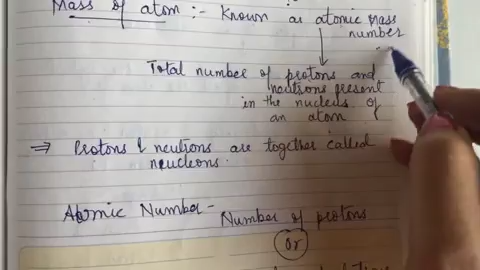 Mass of atom :- Known as atomic Mass
number
Total number of protons and
neutrons present
in the nucleus of
an atom
⇒ Protons & neutrons are together called
neucleons.
Atomic Number - Number of protons
Or